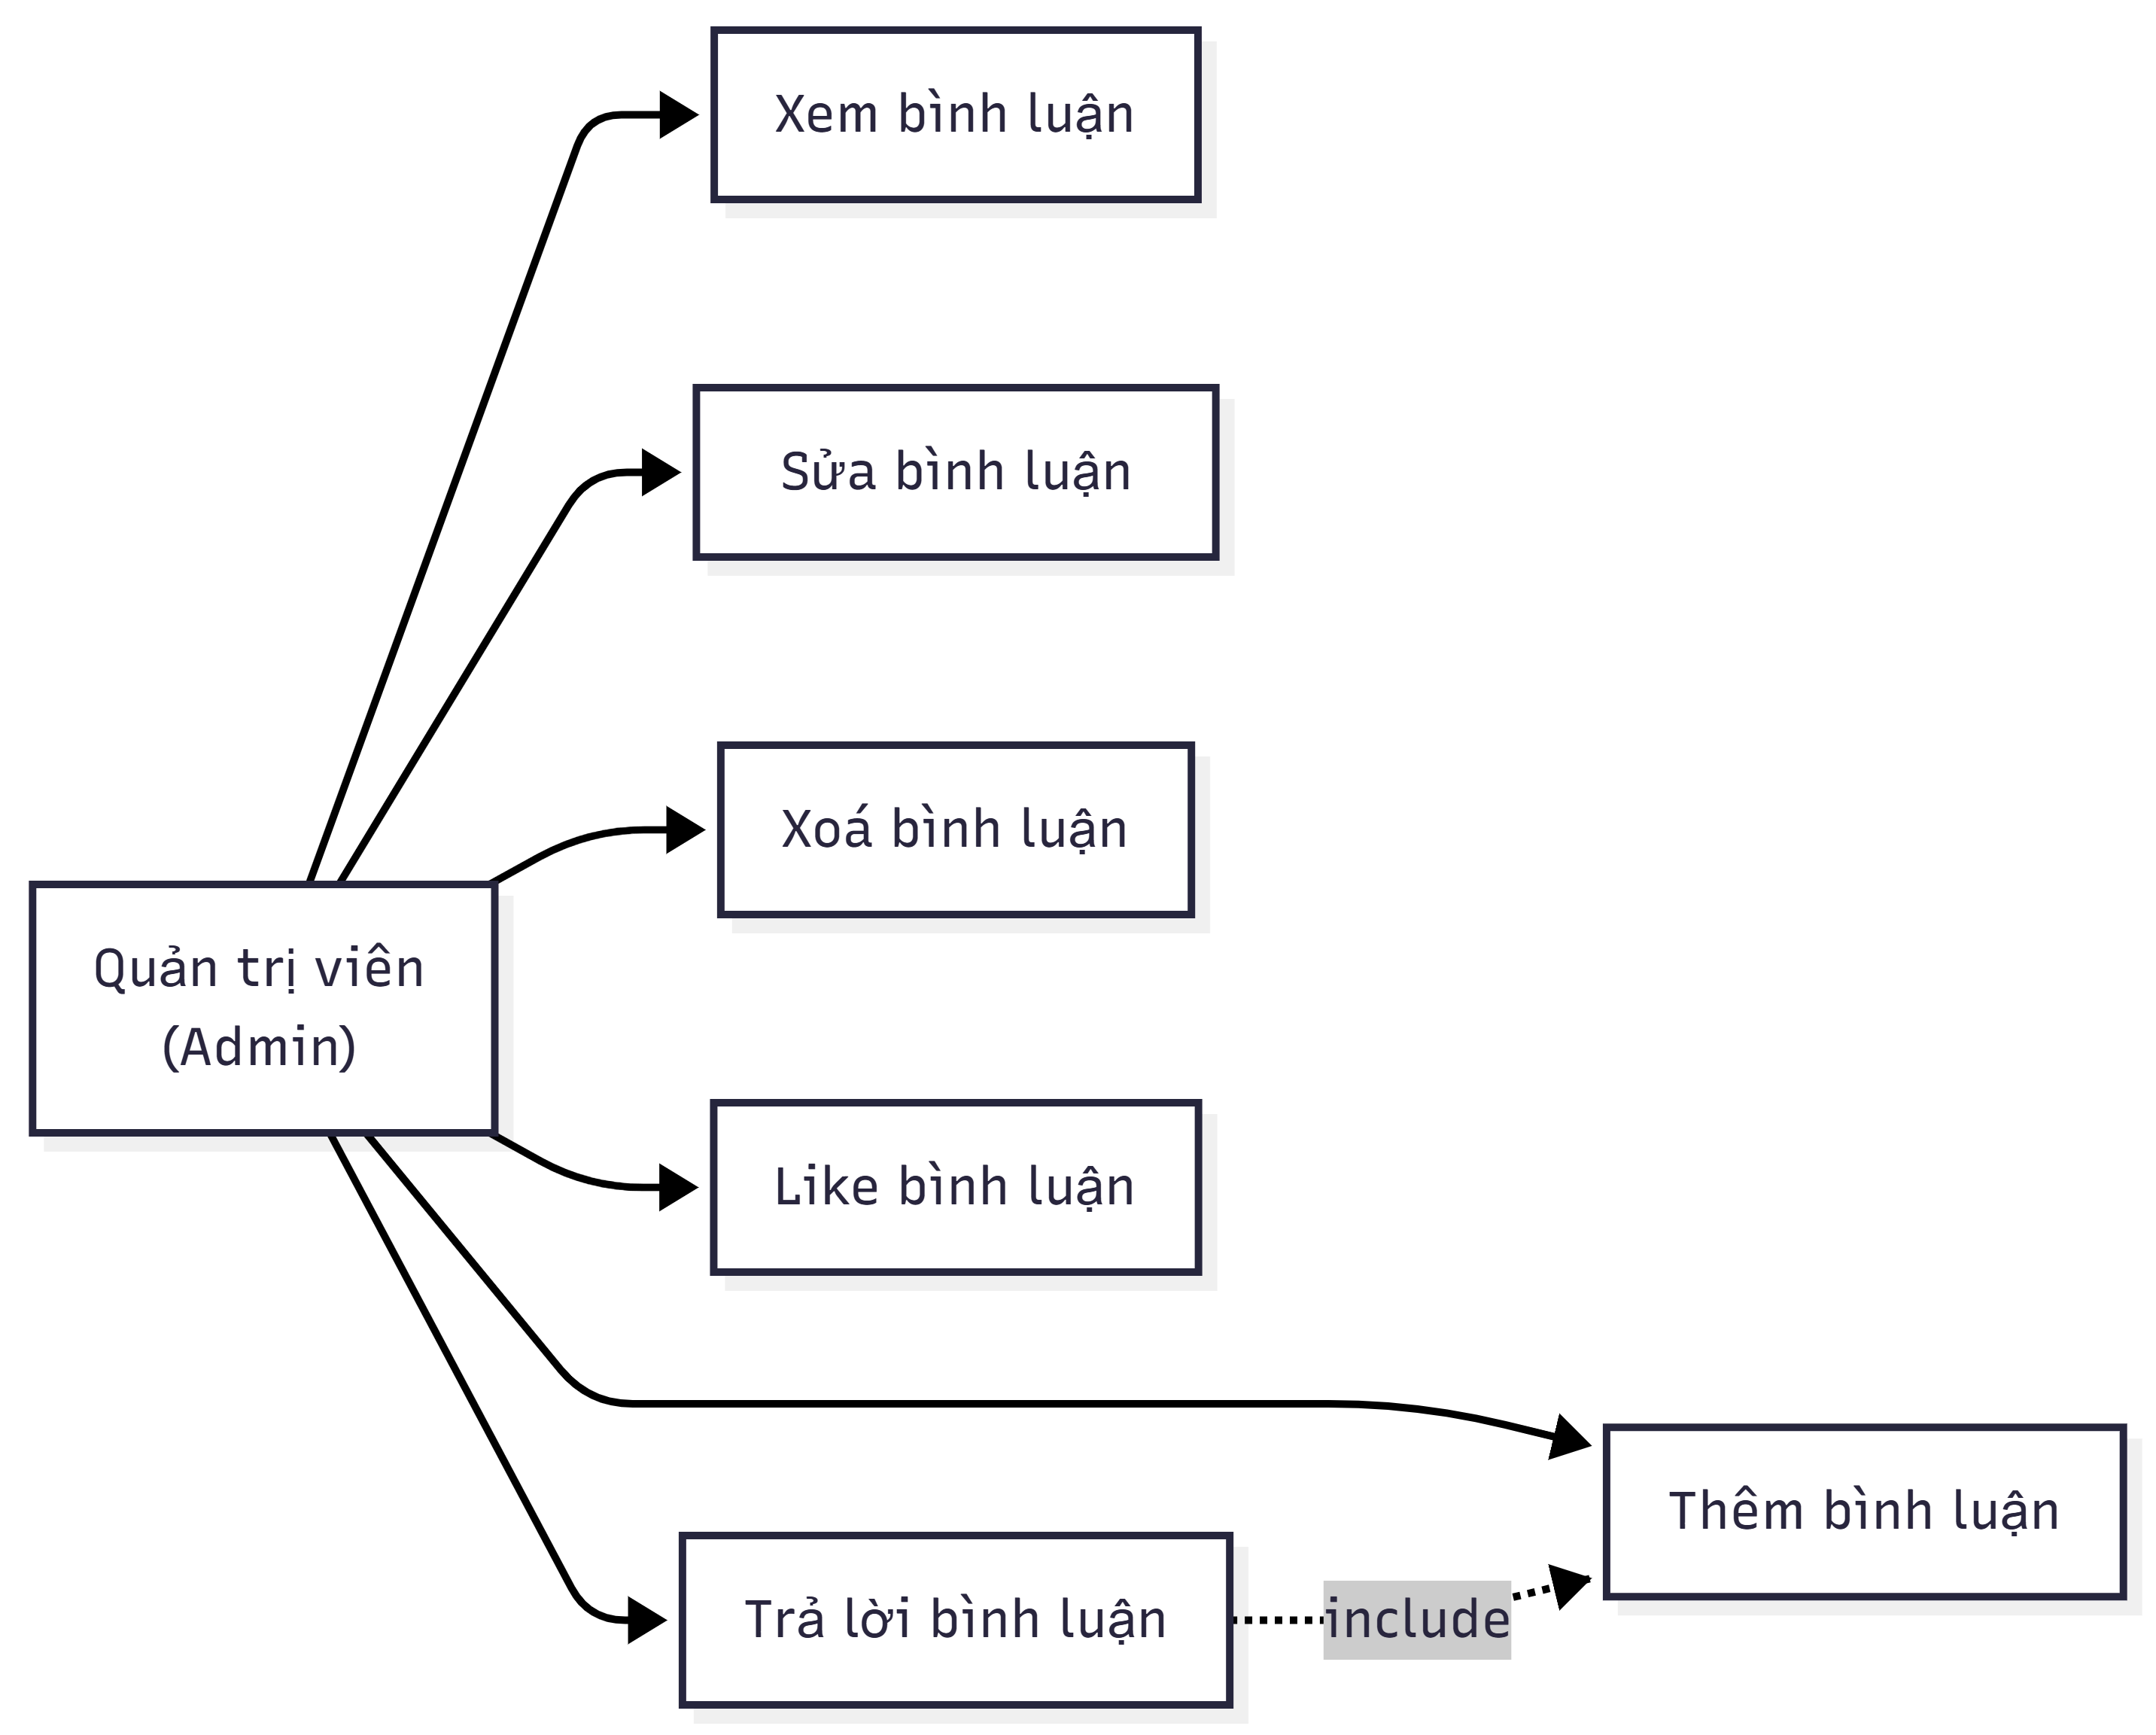 Xem bình luận
Sửa bình luận
Xoá bình luận
Quản trị viên
(Admin)
Like bình luận
Thêm bình luận
Trả lời bình luận
include